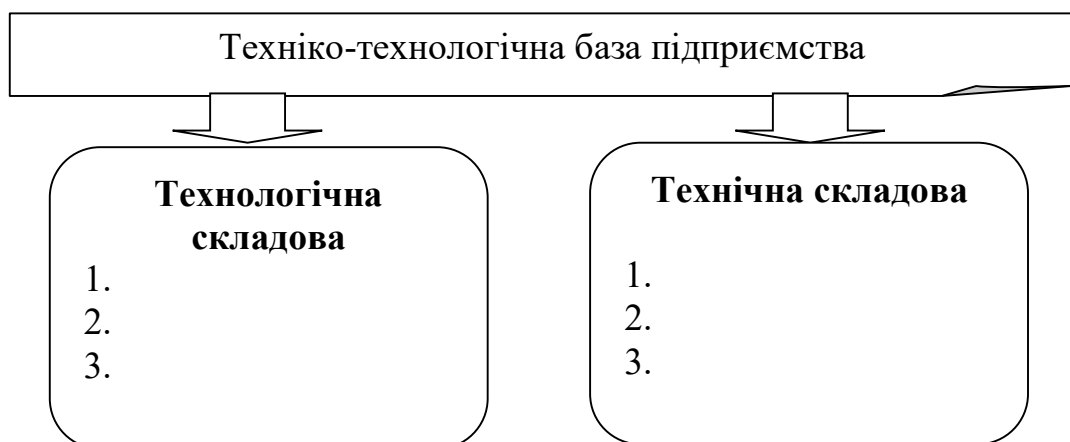 Техніко-технологічна база підприємства
Технологічна
складова
1.
2.
3.
Технічна складова
1.
2.
3.